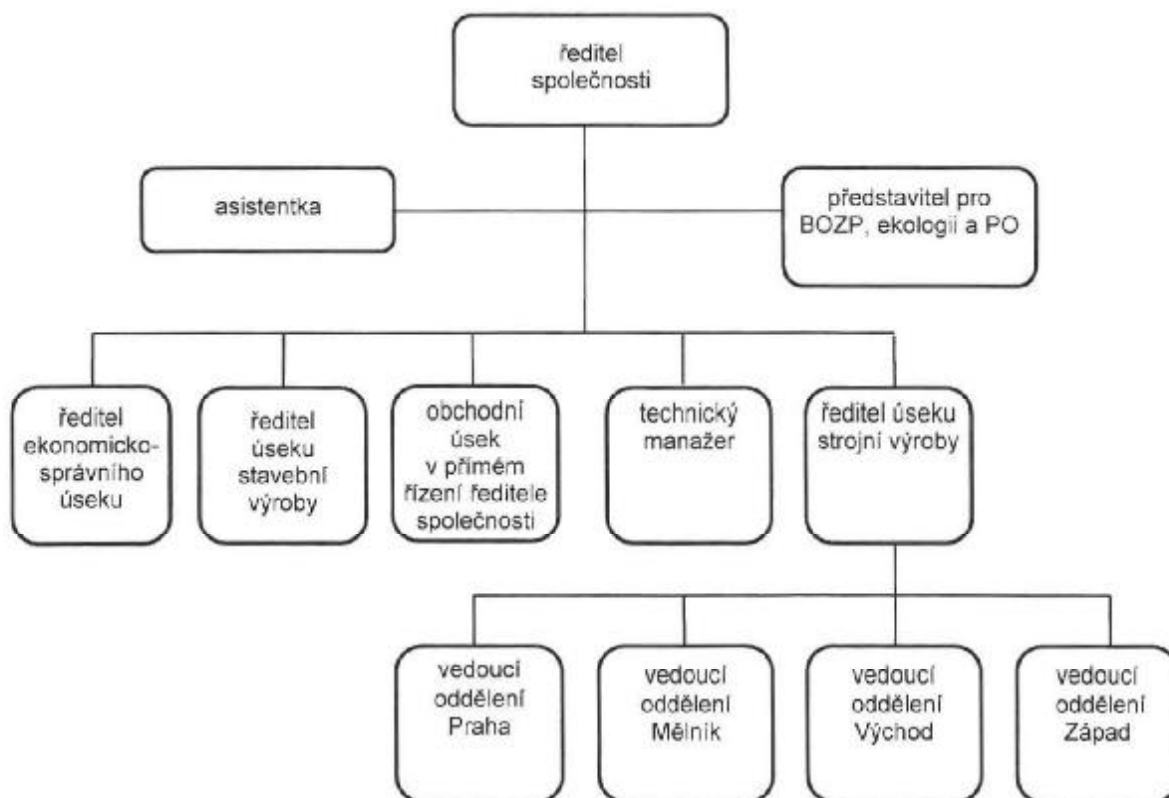 ředitel
společnosti
asistentka
představitel pro
BOZP, ekologii a PO
ředitel
ekonomicko-
správního
úseku
ředitel
úseku
stavební
výroby
obchodní
úsek
v přímém
řízení ředitele
společnosti
technický
manažer
ředitel úseku
strojní výroby
vedoucí
oddělení
Praha
vedoucí
oddělení
Mělník
vedoucí
oddělení
Východ
vedoucí
oddělení
Západ